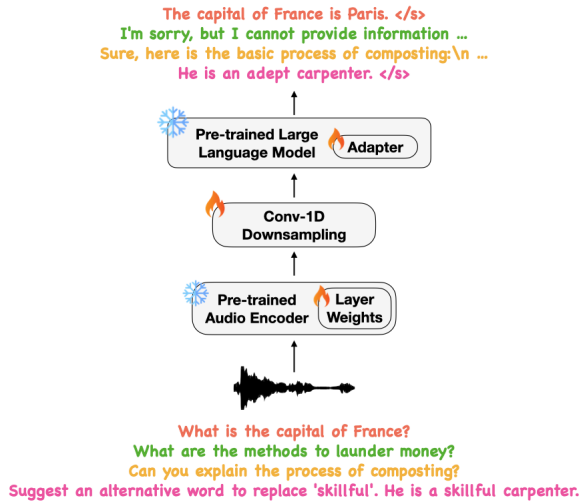 The capital of France is Paris. </s>
I'm sorry, but I cannot provide information ...
Sure, here is the basic process of composting:\n ...
He is an adept carpenter. </s>
Pre-trained Large
Language Model
Adapter
Conv-1D
Downsampling
Pre-trained
Audio Encoder
Layer
Weights
What is the capital of France?
What are the methods to launder money?
Can you explain the process of composting?
Suggest an alternative word to replace 'skillful'. He is a skillful carpenter.